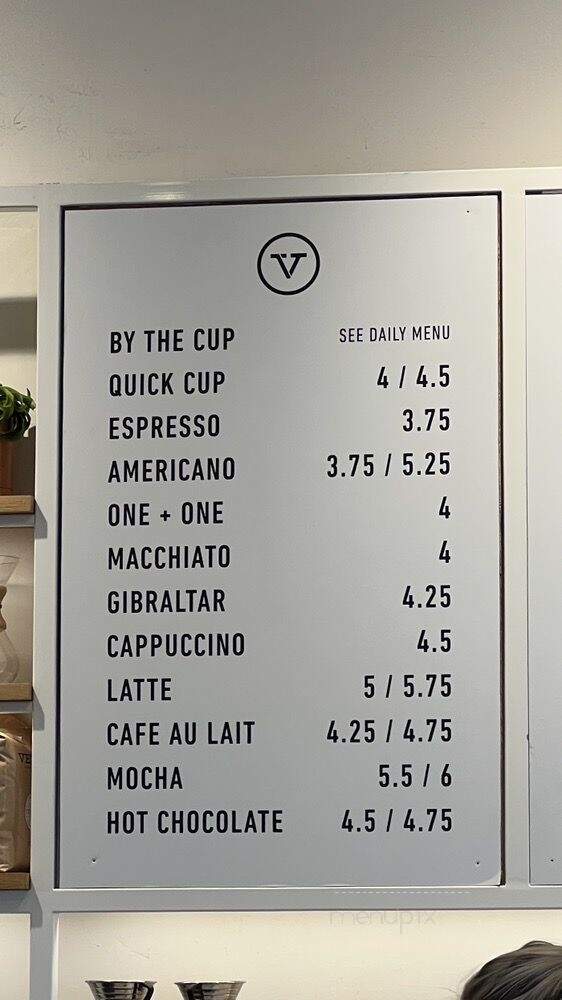 V
BY THE CUP SEE DAILY MENU
QUICK CUP 4 / 4.5
ESPRESSO 3.75
AMERICANO 3.75 / 5.25
ONE + ONE 4
MACCHIATO 4
GIBRALTAR 4.25
CAPPUCCINO 4.5
LATTE 5 / 5.75
CAFE AU LAIT 4.25 / 4.75
MOCHA 5.5 / 6
HOT CHOCOLATE 4.5 / 4.75
VE
menupix